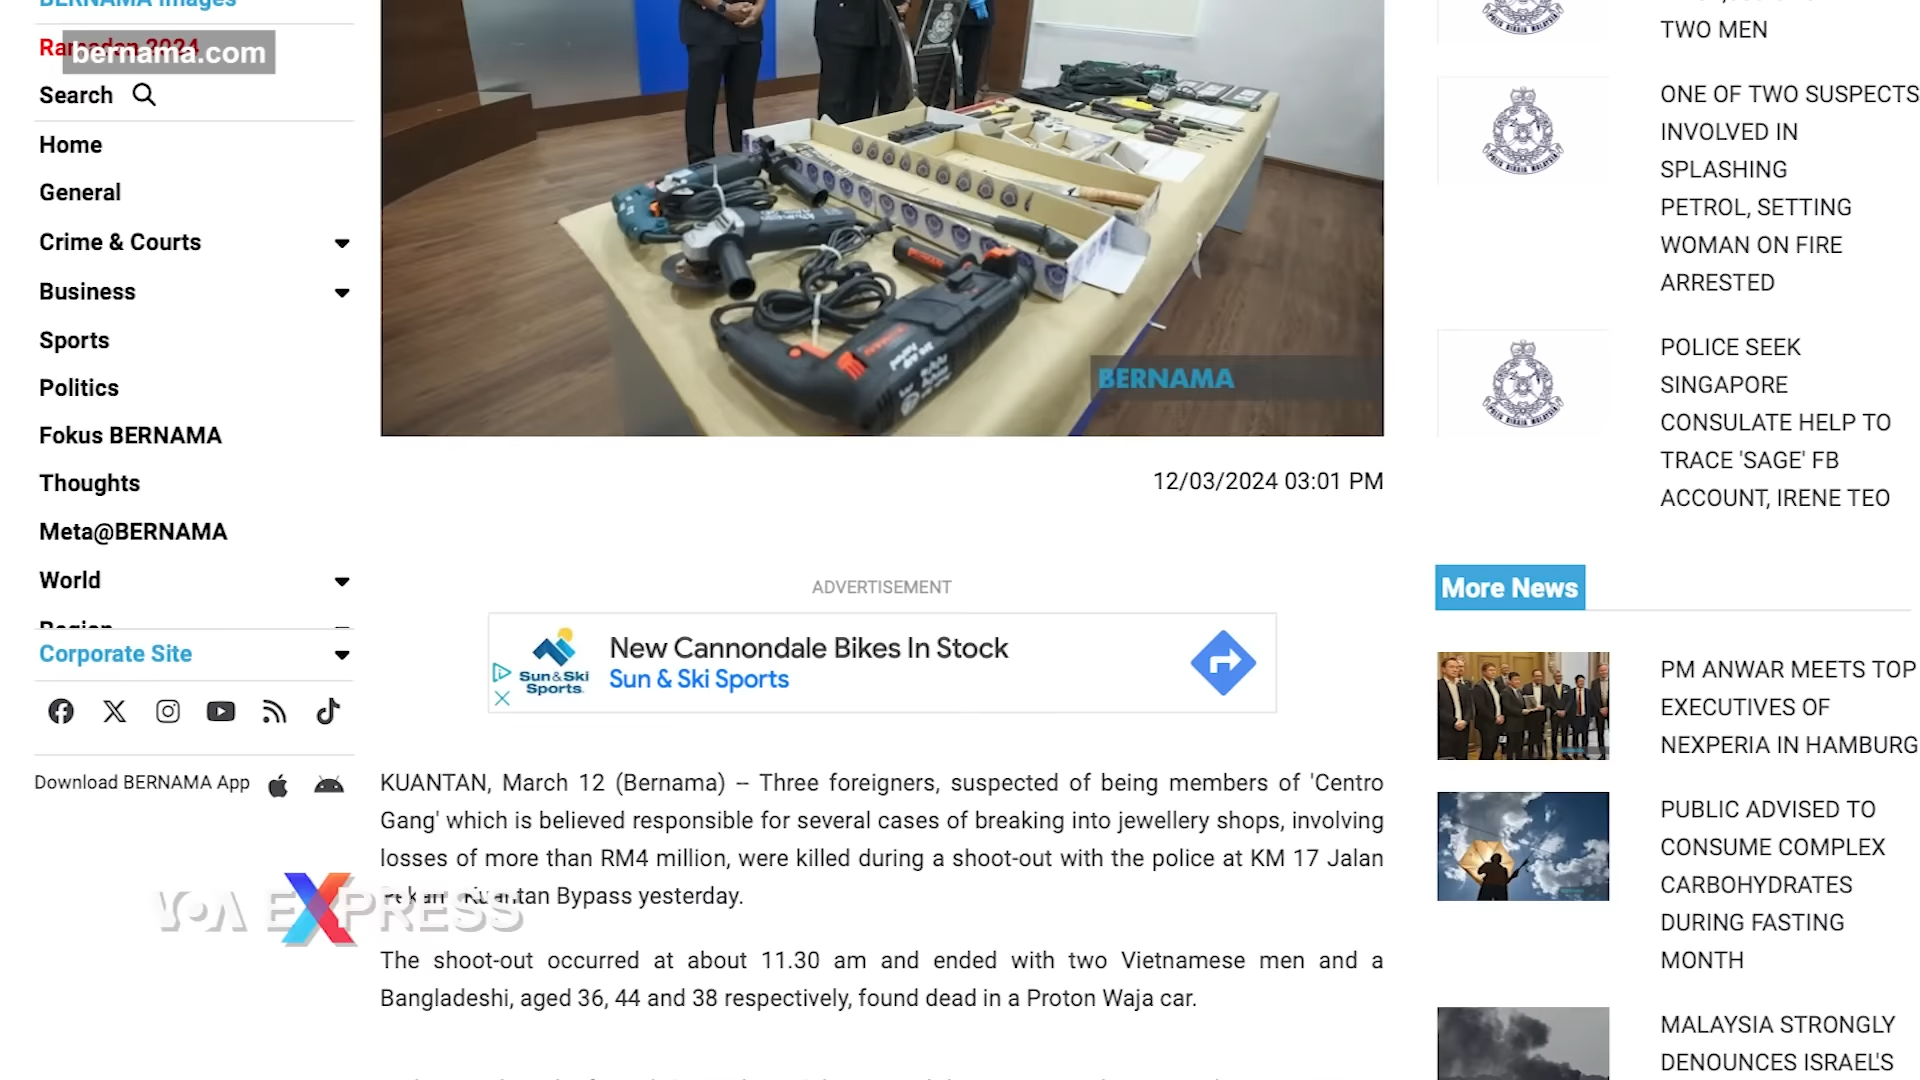 BERNAMA Images
Ramadan 2024
bernama.com
Search
Home
General
Crime & Courts
Business
Sports
Politics
Fokus BERNAMA
Thoughts
Meta@BERNAMA
World
Region
Corporate Site
Download BERNAMA App
BERNAMA
12/03/2024 03:01 PM
ADVERTISEMENT
Sun&Ski
Sports.
New Cannondale Bikes In Stock
Sun & Ski Sports
KUANTAN, March 12 (Bernama) – Three foreigners, suspected of being members of 'Centro
Gang' which is believed responsible for several cases of breaking into jewellery shops, involving
losses of more than RM4 million, were killed during a shoot-out with the police at KM 17 Jalan
Pekan - Kuantan Bypass yesterday.
The shoot-out occurred at about 11.30 am and ended with two Vietnamese men and a
Bangladeshi, aged 36, 44 and 38 respectively, found dead in a Proton Waja car.
VOA EXPRESS
TWO MEN
ONE OF TWO SUSPECTS
INVOLVED IN
SPLASHING
PETROL, SETTING
WOMAN ON FIRE
ARRESTED
POLICE SEEK
SINGAPORE
CONSULATE HELP TO
TRACE 'SAGE' FB
ACCOUNT, IRENE TEO
More News
PM ANWAR MEETS TOP
EXECUTIVES OF
NEXPERIA IN HAMBURG
PUBLIC ADVISED TO
CONSUME COMPLEX
CARBOHYDRATES
DURING FASTING
MONTH
MALAYSIA STRONGLY
DENOUNCES ISRAEL'S